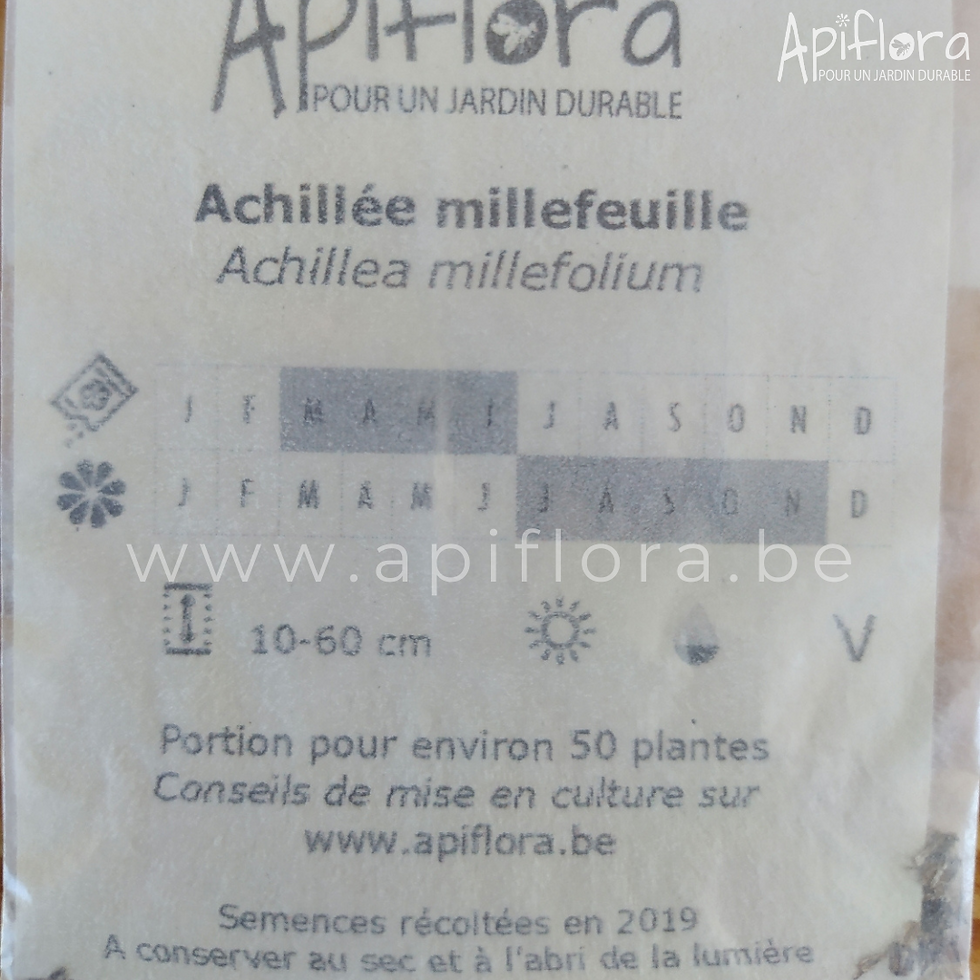 Apiflora
POUR UN JARDIN DURABLE
Apiflora
POUR UN JARDIN DURABLE
Achillée millefeuille
Achillea millefolium
J F M A M J J A S O N D
J F M A M J J A S O N D
www.apiflora.be
10-60 cm V
Portion pour environ 50 plantes
Conseils de mise en culture sur
www.apiflora.be
Semences récoltées en 2019
A conserver au sec et à l'abri de la lumière